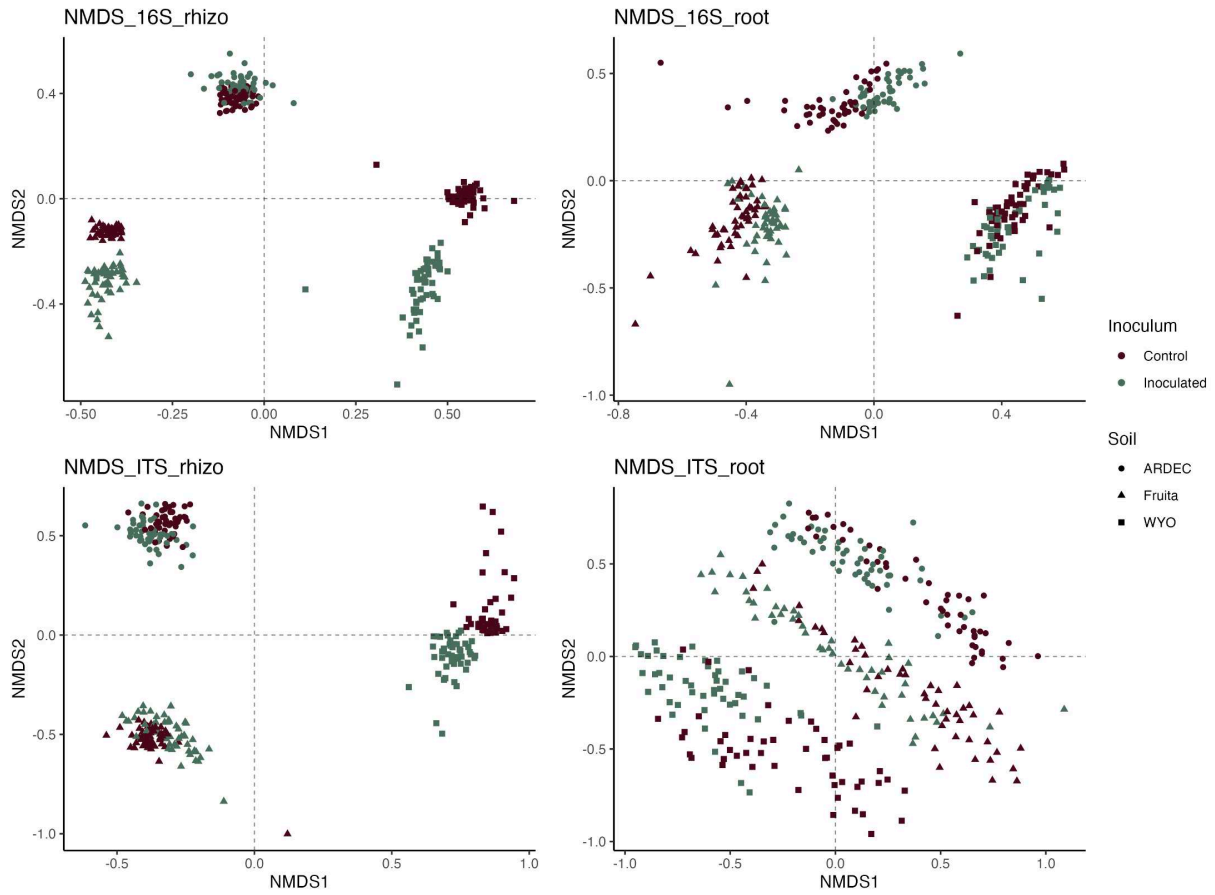 NMDS_16S_rhizo
0.4
0.0
-0.4
NMDS2
-0.50
-0.25
0.00
0.25
0.50
NMDS1
NMDS_16S_root
0.5
0.0
-0.5
-1.0
NMDS2
-0.8
-0.4
0.0
0.4
NMDS1
NMDS_ITS_rhizo
0.5
0.0
-0.5
-1.0
NMDS2
-0.5
0.0
0.5
1.0
NMDS1
NMDS_ITS_root
0.5
0.0
-0.5
-1.0
NMDS2
-1.0
-0.5
0.0
0.5
1.0
NMDS1
Inoculum
Control
Inoculated
Soil
ARDEC
Fruita
WYO